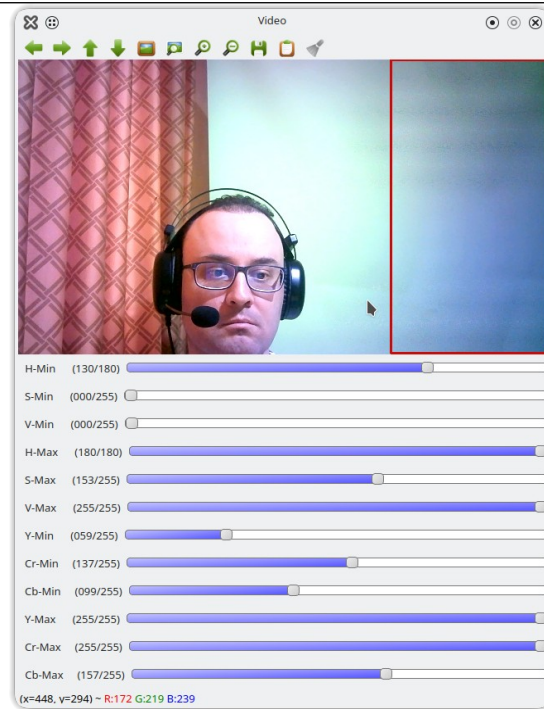 Video
H-Min (130/180)
S-Min (000/255)
V-Min (000/255)
H-Max (180/180)
S-Max (153/255)
V-Max (255/255)
Y-Min (059/255)
Cr-Min (137/255)
Cb-Min (099/255)
Y-Max (255/255)
Cr-Max (255/255)
Cb-Max (157/255)
(x=448, y=294) ~ R:172 G:219 B:239